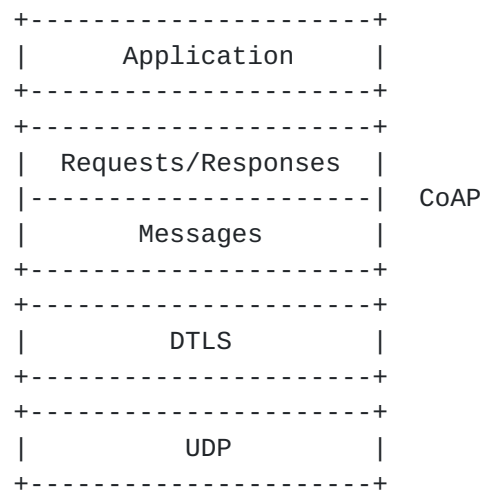 +----------------------+
|      Application     |
+----------------------+
+----------------------+
|  Requests/Responses  |
|----------------------|  CoAP
|       Messages       |
+----------------------+
+----------------------+
|         DTLS         |
+----------------------+
+----------------------+
|          UDP         |
+----------------------+